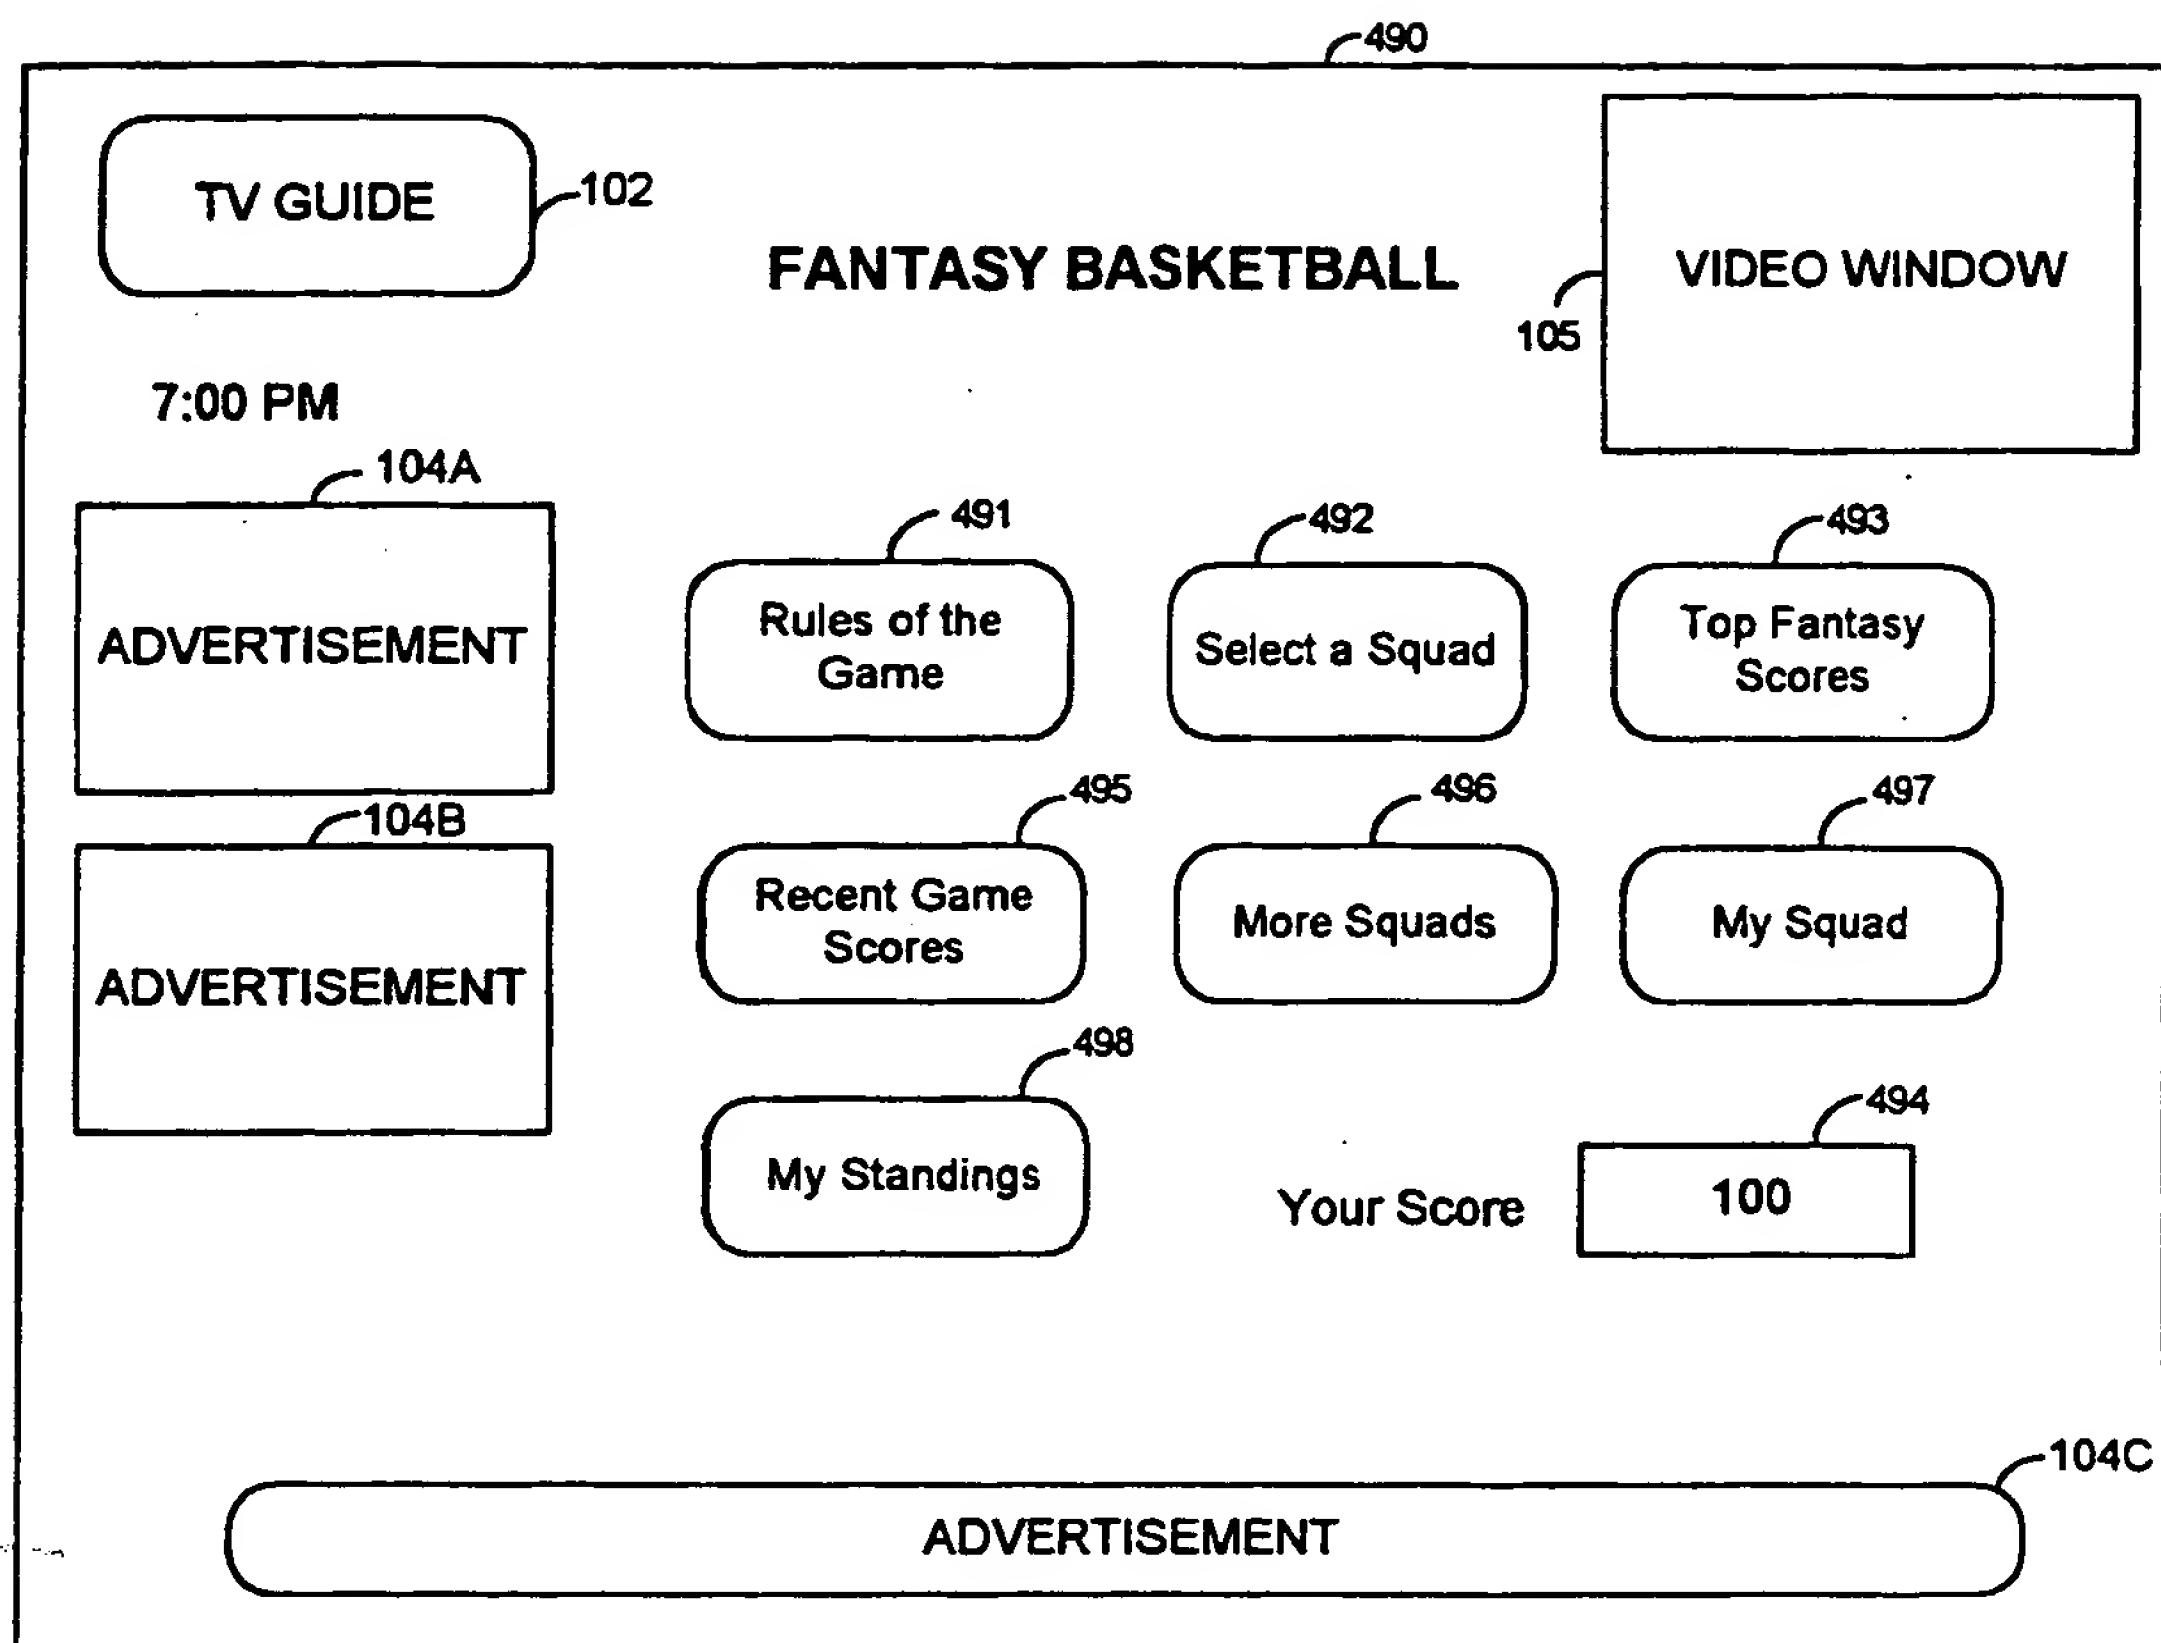 490
TV GUIDE
102
FANTASY BASKETBALL
VIDEO WINDOW
105
7:00 PM
104A
ADVERTISEMENT
491
492
493
Rules of the
Game
Select a Squad
Top Fantasy
Scores
104B
ADVERTISEMENT
495
496
497
Recent Game
Scores
More Squads
My Squad
498
My Standings
494
Your Score
100
104C
ADVERTISEMENT